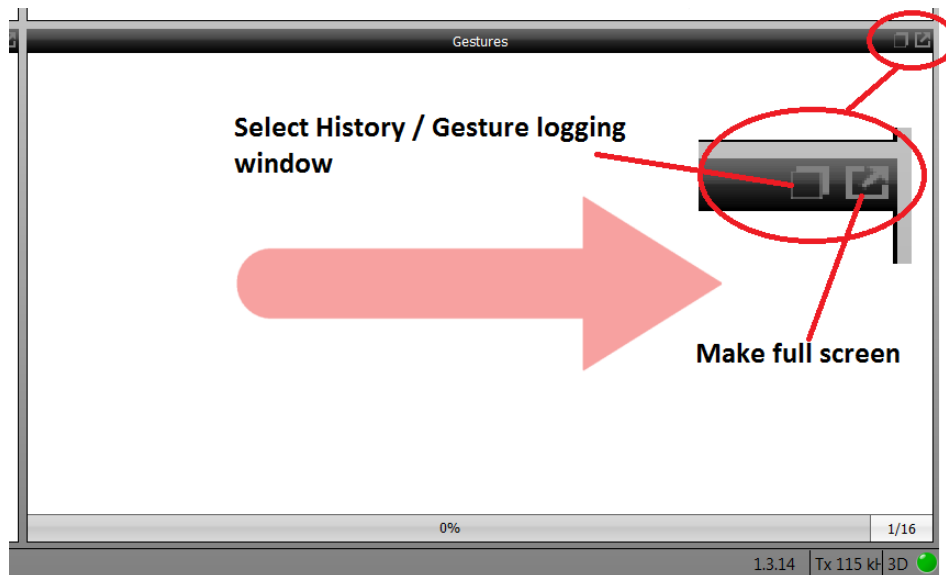 Gestures
Select History / Gesture logging
window
Make full screen
0%
1/16
1.3.14
Tx 115 kH
3D